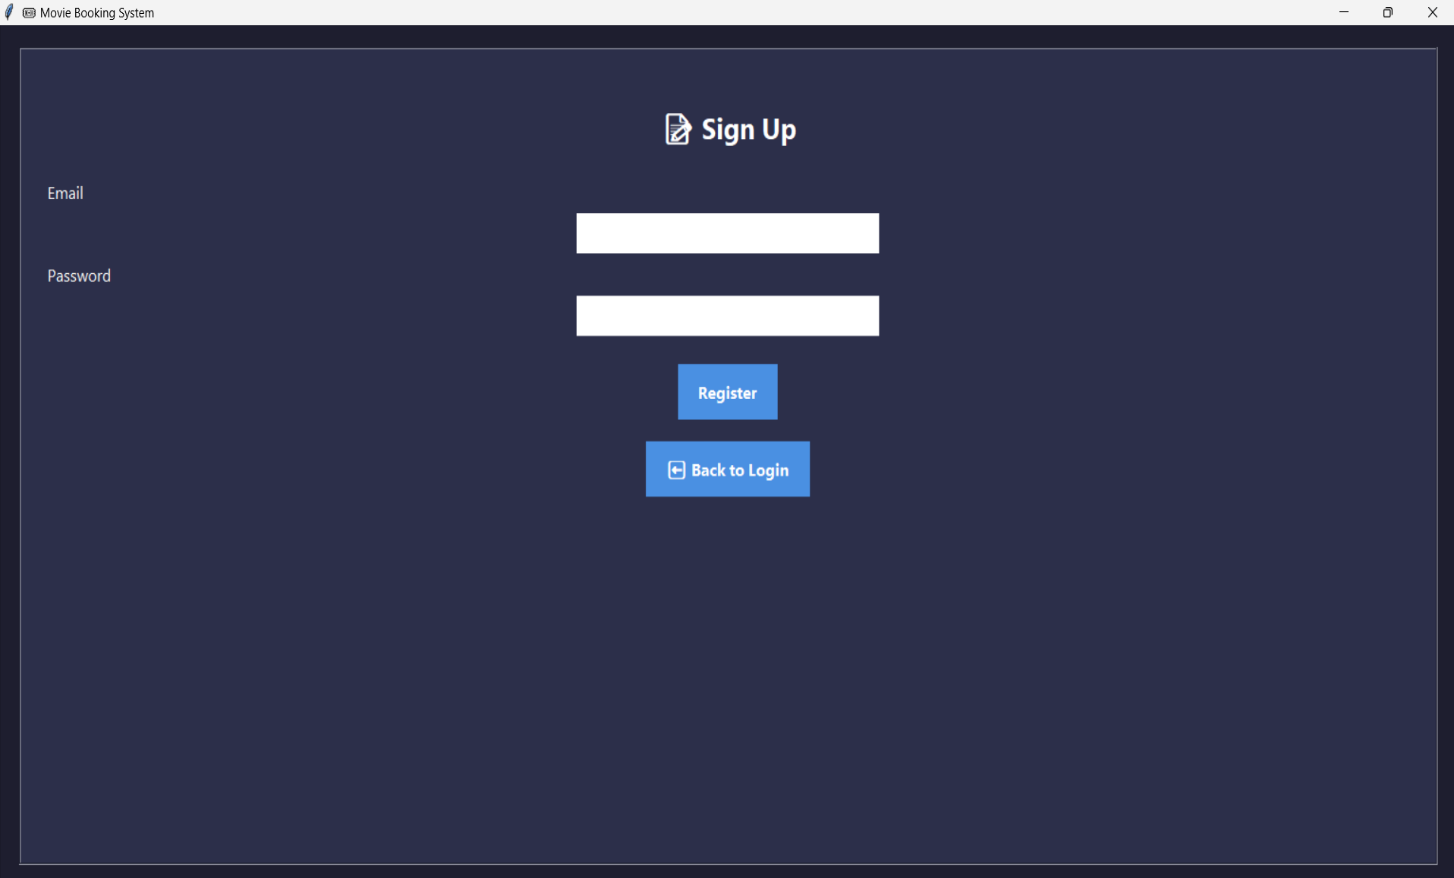 Movie Booking System
Sign Up
Email
Password
Register
Back to Login